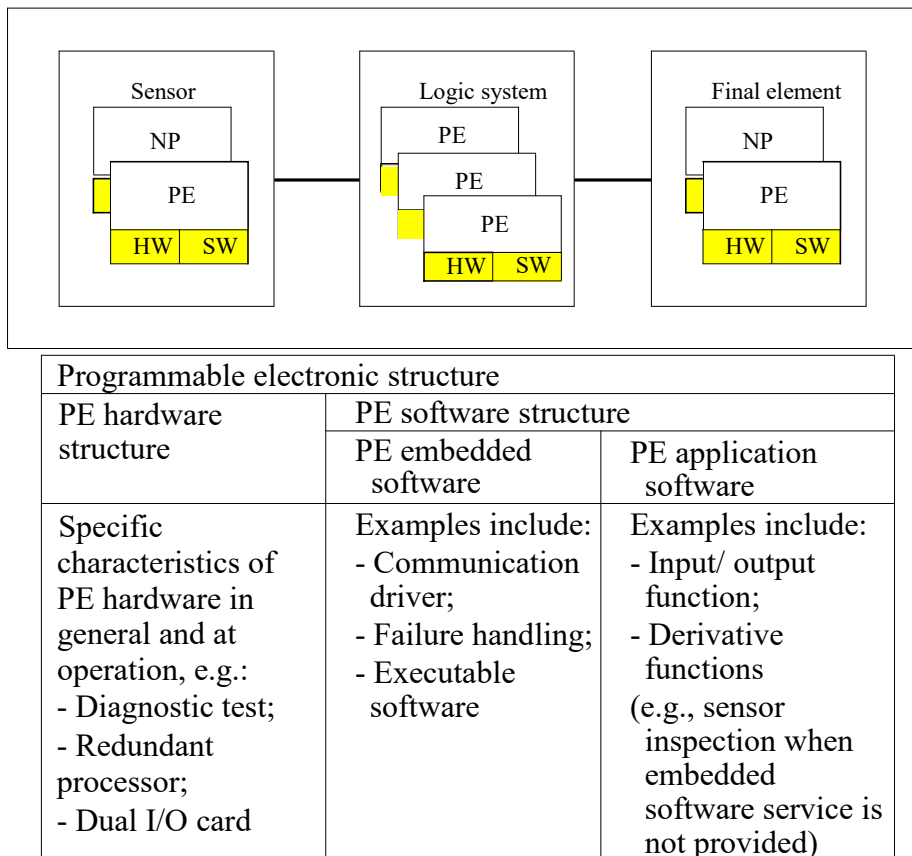 Sensor
NP
PE
HW SW
Logic system
PE
PE
PE
HW SW
Final element
NP
PE
HW SW
Programmable electronic structure
PE hardware
structure
PE software structure
PE embedded
software
PE application
software
Specific
characteristics of
PE hardware in
general and at
operation, e.g.:
- Diagnostic test;
- Redundant
processor;
- Dual I/O card
Examples include:
- Communication
driver;
- Failure handling;
- Executable
software
Examples include:
- Input/ output
function;
- Derivative
functions
(e.g., sensor
inspection when
embedded
software service is
not provided)